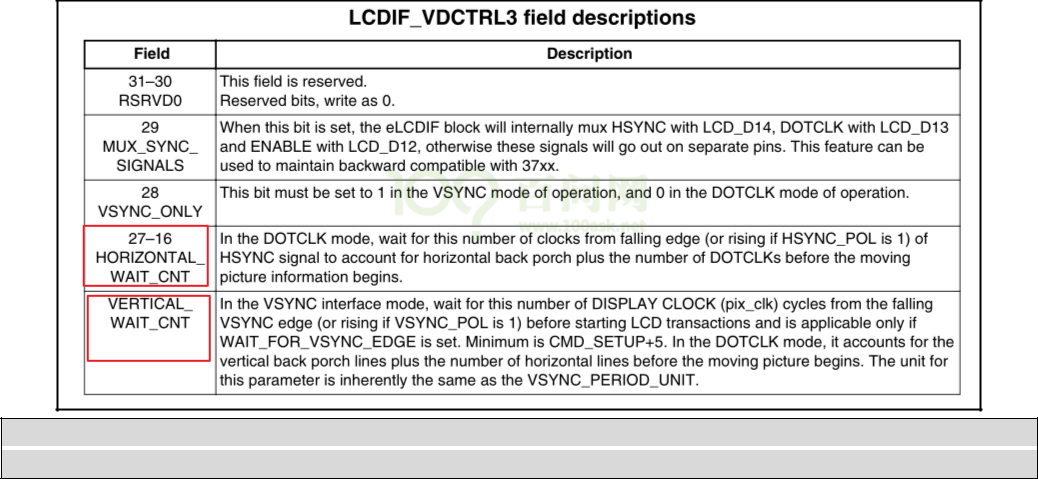 LCDIF_VDCTRL3 field descriptions
Field Description
31–30 This field is reserved.
RSRVD0 Reserved bits, write as 0.
29 When this bit is set, the eLCDIF block will internally mux HSYNC with LCD_D14, DOTCLK with LCD_D13
MUX_SYNC_ and ENABLE with LCD_D12, otherwise these signals will go out on separate pins. This feature can be
SIGNALS used to maintain backward compatible with 37xx.
28 This bit must be set to 1 in the VSYNC mode of operation, and 0 in the DOTCLK mode of operation.
VSYNC_ONLY
100 百问网
www.100ask.net
27–16 In the DOTCLK mode, wait for this number of clocks from falling edge (or rising if HSYNC_POL is 1) of
HORIZONTAL_ HSYNC signal to account for horizontal back porch plus the number of DOTCLKs before the moving
WAIT_CNT picture information begins.
VERTICAL_ In the VSYNC interface mode, wait for this number of DISPLAY CLOCK (pix_clk) cycles from the falling
WAIT_CNT VSYNC edge (or rising if VSYNC_POL is 1) before starting LCD transactions and is applicable only if
WAIT_FOR_VSYNC_EDGE is set. Minimum is CMD_SETUP+5. In the DOTCLK mode, it accounts for the
vertical back porch lines plus the number of horizontal lines before the moving picture begins. The unit for
this parameter is inherently the same as the VSYNC_PERIOD_UNIT.